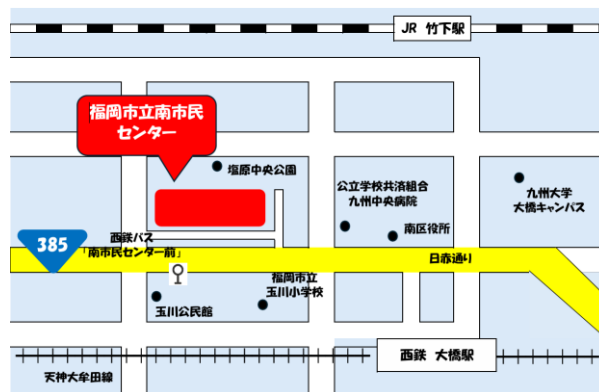 JR 竹下駅
福岡市立南市民
センター
塩原中央公園
公立学校共済組合
九州中央病院
九州大学
大橋キャンパス
南区役所
385
西鉄バス
「南市民センター前」
日赤通り
福岡市立
玉川小学校
玉川公民館
西鉄 大橋駅
天神大牟田線